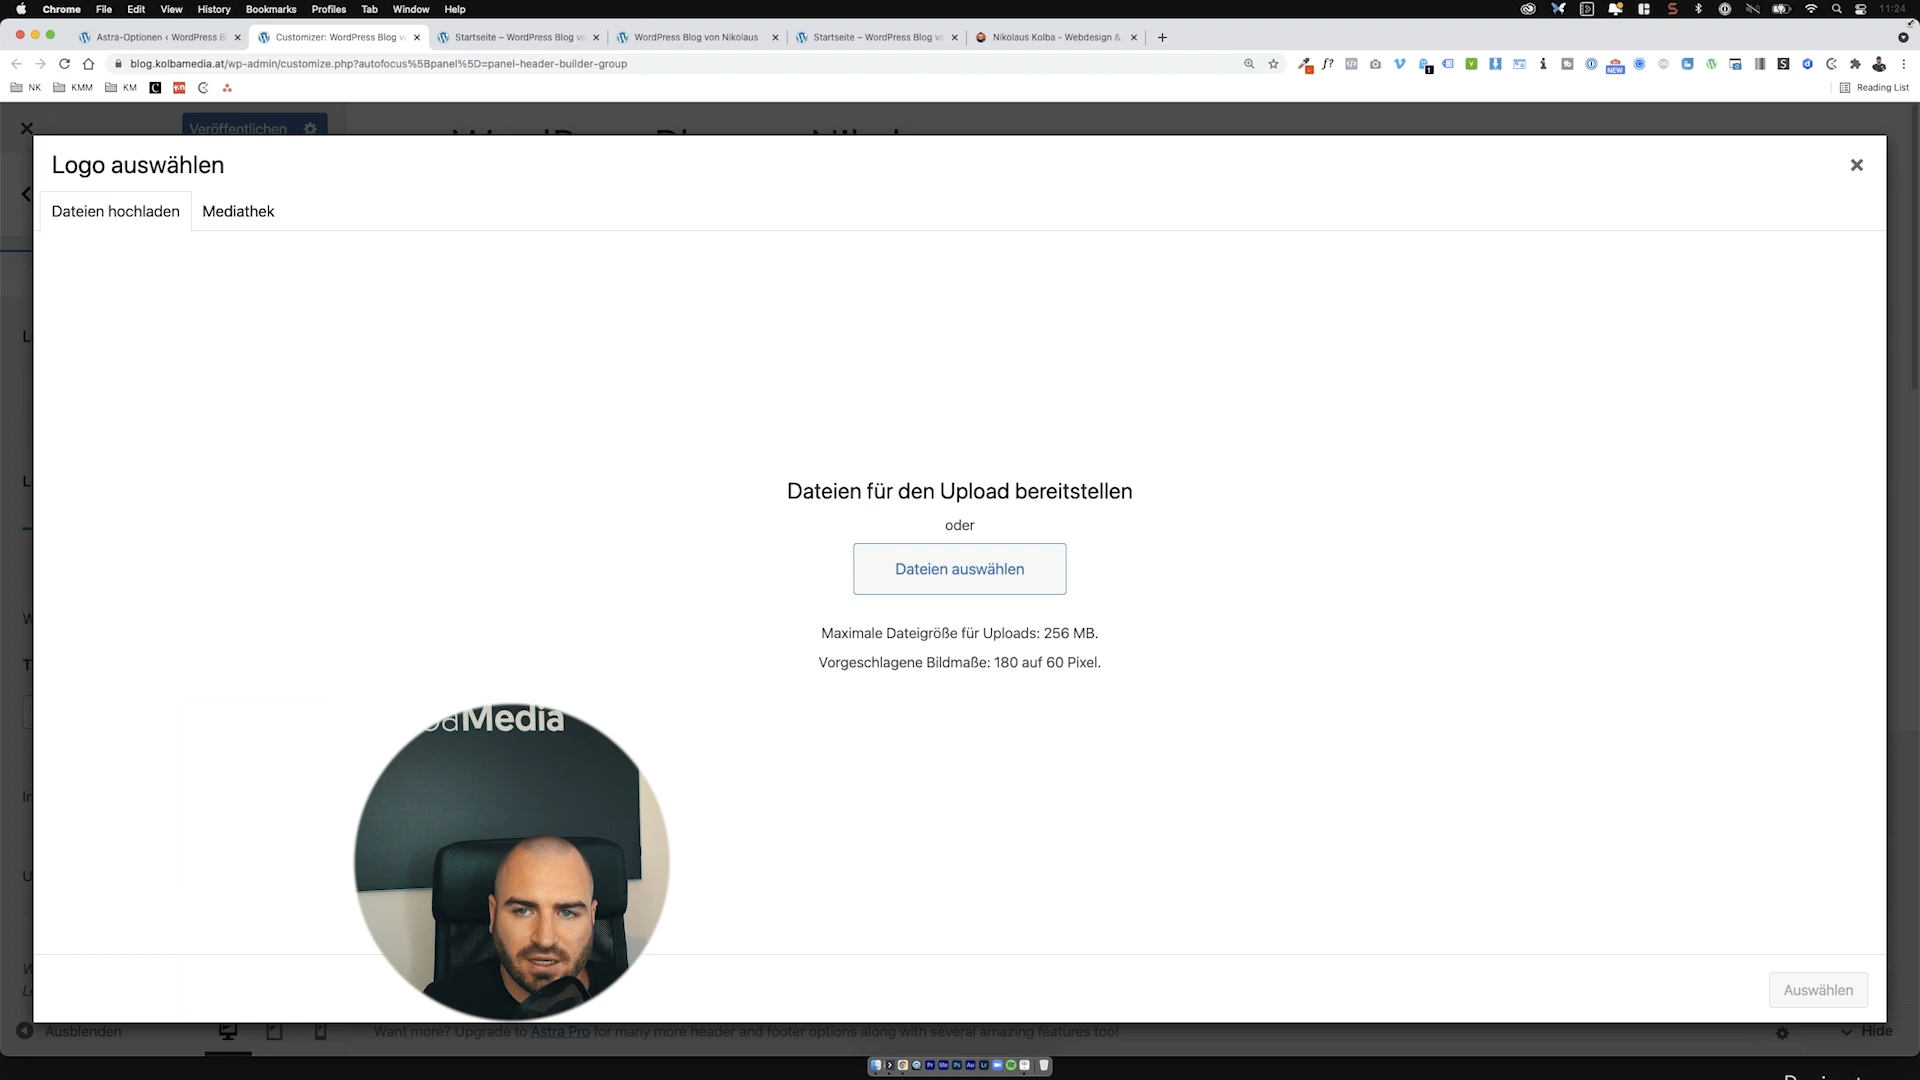 Chrome File Edit View History Bookmarks Profiles Tab Window Help 11:24
Astra-Optionen ‹ WordPress B
Customizer: WordPress Blog v
Startseite – WordPress Blog vo
WordPress Blog von Nikolaus
Startseite – WordPress Blog vo
Nikolaus Kolba - Webdesign &
blog.kolbamedia.at/wp-admin/customize.php?autofocus%5Bpanel%5D=panel-header-builder-group
NEW
NK KMM KM
Reading List
Veröffentlichen
Logo auswählen
Dateien hochladen
Mediathek
Dateien für den Upload bereitstellen
oder
Dateien auswählen
Maximale Dateigröße für Uploads: 256 MB.
Vorgeschlagene Bildmaße: 180 auf 60 Pixel.
Media
Auswählen
Ausblenden
Want more? Upgrade to Astra Pro for many more header and footer options along with several amazing features too!
Hide